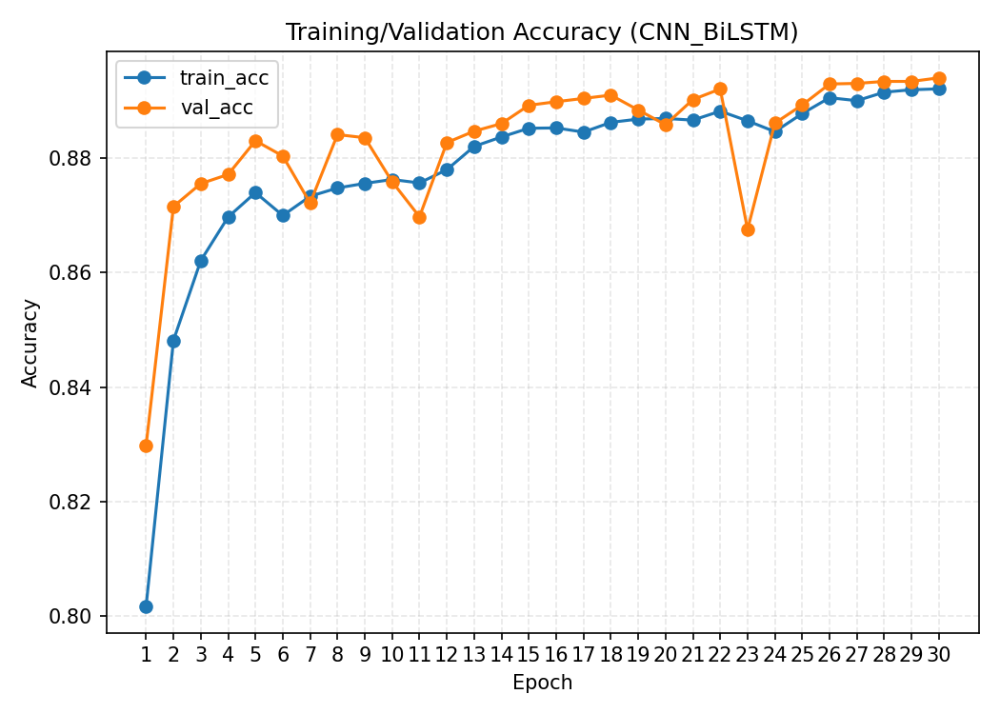 Training/Validation Accuracy (CNN_BiLSTM)
train_acc
val_acc
0.88
0.86
0.84
0.82
0.80
Accuracy
1 2 3 4 5 6 7 8 9 10 11 12 13 14 15 16 17 18 19 20 21 22 23 24 25 26 27 28 29 30
Epoch